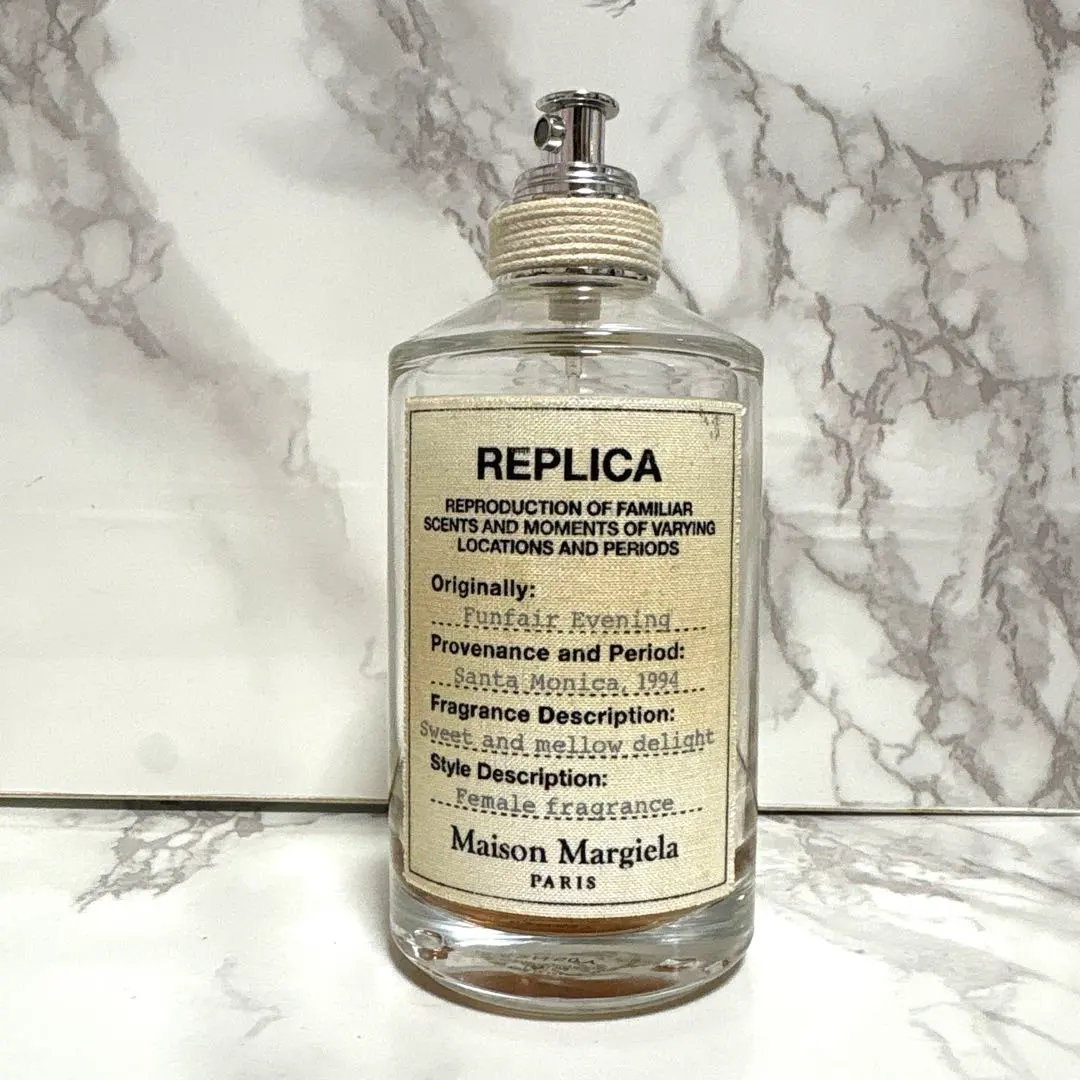 REPLICA
REPRODUCTION OF FAMILIAR
SCENTS AND MOMENTS OF VARYING
LOCATIONS AND PERIODS
Originally:
Funfair Evening
Provenance and Period:
Santa Monica, 1994
Fragrance Description:
Sweet and mellow delight
Style Description:
Female fragrance
Maison Margiela
PARIS